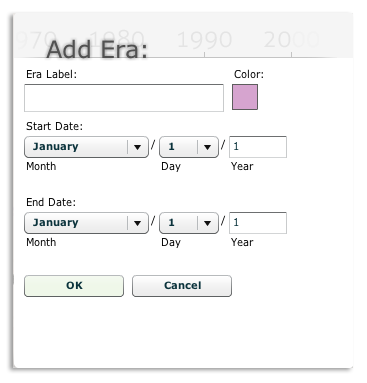 970 1980 1990 2000
Add Era:
Era Label: Color:
Start Date:
January / 1 / 1
Month Day Year
End Date:
January / 1 / 1
Month Day Year
OK Cancel